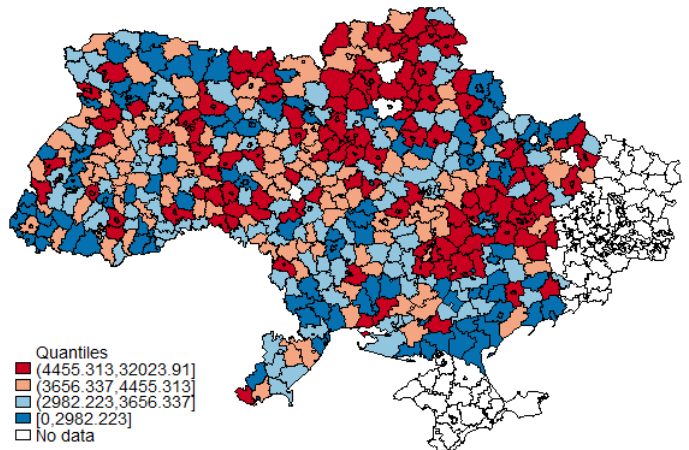 Quantiles
(4455.313,32023.91]
(3656.337,4455.313]
(2982.223,3656.337]
[0,2982.223]
No data